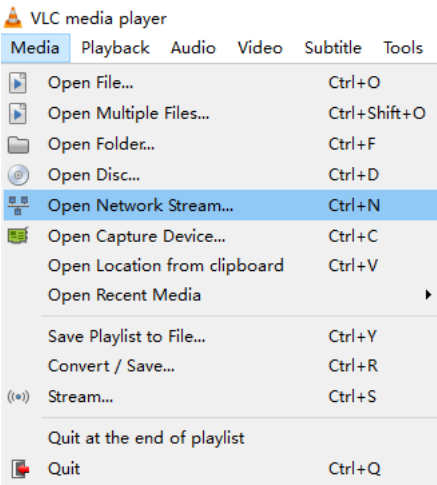 VLC media player
Media Playback Audio Video Subtitle Tools
Open File... Ctrl+O
Open Multiple Files... Ctrl+Shift+O
Open Folder... Ctrl+F
Open Disc... Ctrl+D
Open Network Stream... Ctrl+N
Open Capture Device... Ctrl+C
Open Location from clipboard Ctrl+V
Open Recent Media
Save Playlist to File... Ctrl+Y
Convert / Save... Ctrl+R
Stream... Ctrl+S
Quit at the end of playlist
Quit Ctrl+Q